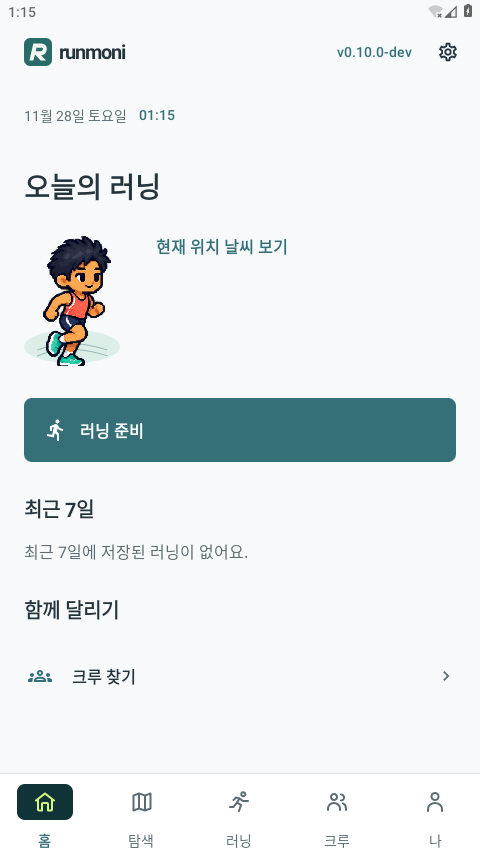 1:15
runmoni
v0.10.0-dev
11월 28일 토요일 01:15
오늘의 러닝
현재 위치 날씨 보기
러닝 준비
최근 7일
최근 7일에 저장된 러닝이 없어요.
함께 달리기
크루 찾기
홈 탐색 러닝 크루 나